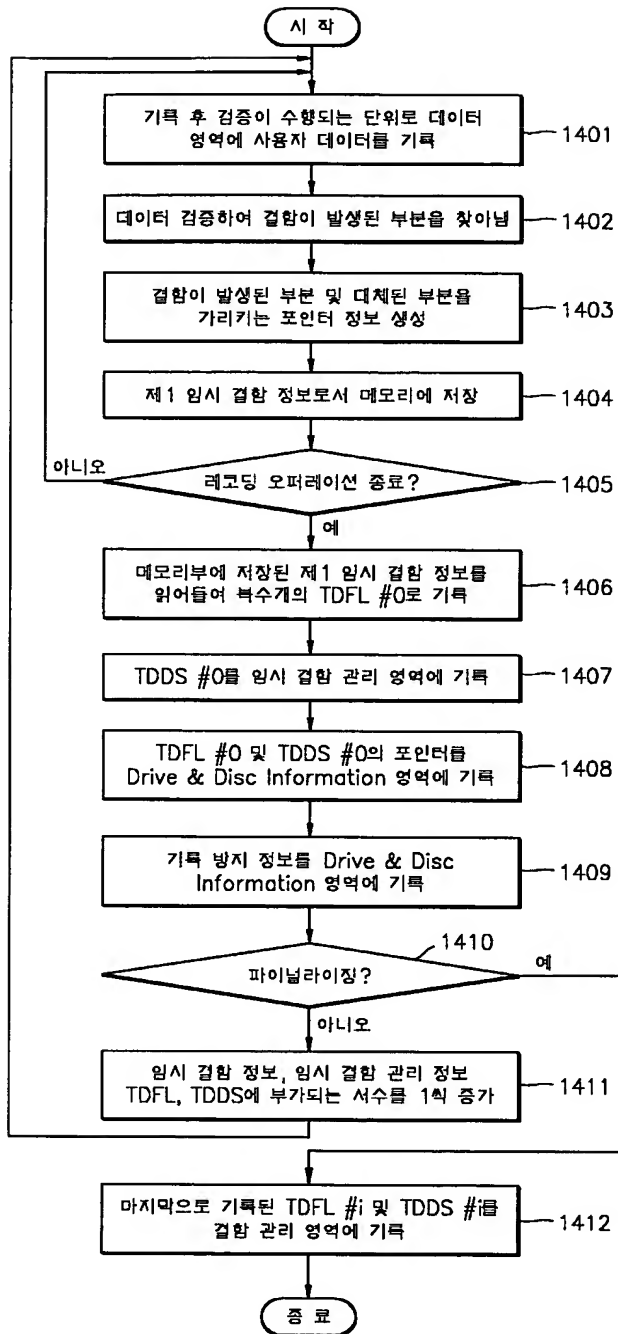 시 작
기록 후 검증이 수행되는 단위로 데이터
영역에 사용자 데이터를 기록
1401
데이터 검증하여 결함이 발생된 부분을 찾아냄
1402
결함이 발생된 부분 및 대체된 부분을
가리키는 포인터 정보 생성
1403
제1 임시 결함 정보로서 메모리에 저장
1404
아니오
레코딩 오퍼레이션 종료?
1405
예
메모리부에 저장된 제1 임시 결함 정보를
읽어들여 복수개의 TDFL #0로 기록
1406
TDDS #0를 임시 결함 관리 영역에 기록
1407
TDFL #0 및 TDDS #0의 포인터를
Drive & Disc Information 영역에 기록
1408
기록 방지 정보를 Drive & Disc
Information 영역에 기록
1409
1410
파이널라이징?
예
아니오
임시 결함 정보, 임시 결함 관리 정보
TDFL, TDDS에 부가되는 서수를 1씩 증가
1411
마지막으로 기록된 TDFL #i 및 TDDS #i를
결함 관리 영역에 기록
1412
종 료